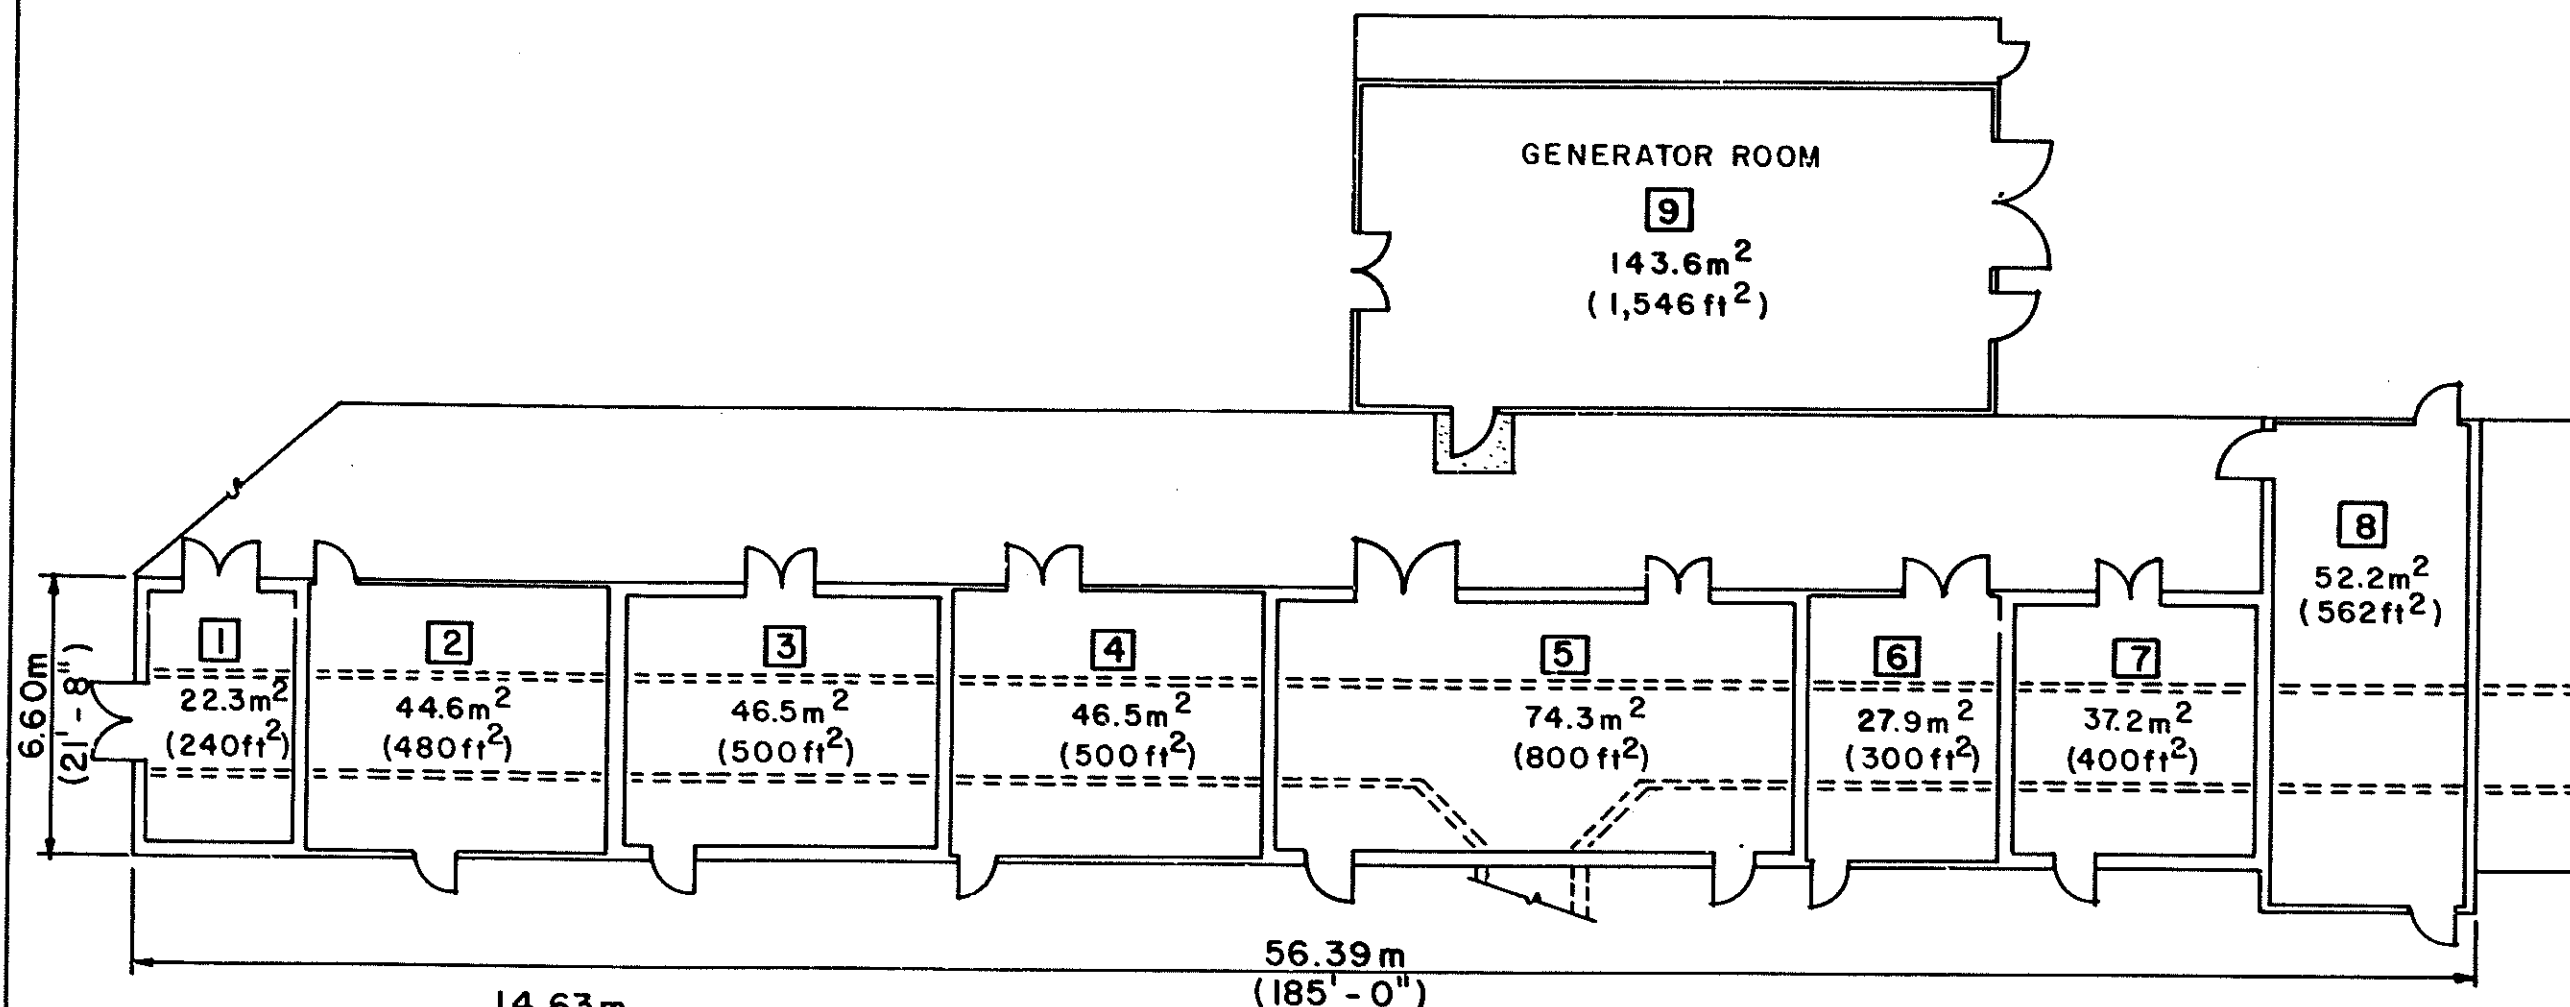 GENERATOR ROOM
9
143.6m²
(1,546 ft²)
8
52.2m²
(562ft²)
1
22.3m²
(240ft²)
2
44.6m²
(480ft²)
3
46.5m²
(500ft²)
4
46.5m²
(500ft²)
5
74.3m²
(800ft²)
6
27.9m²
(300ft²)
7
37.2m²
(400ft²)
6.60m
(21'-8")
56.39m
(185'-0")
14.63m